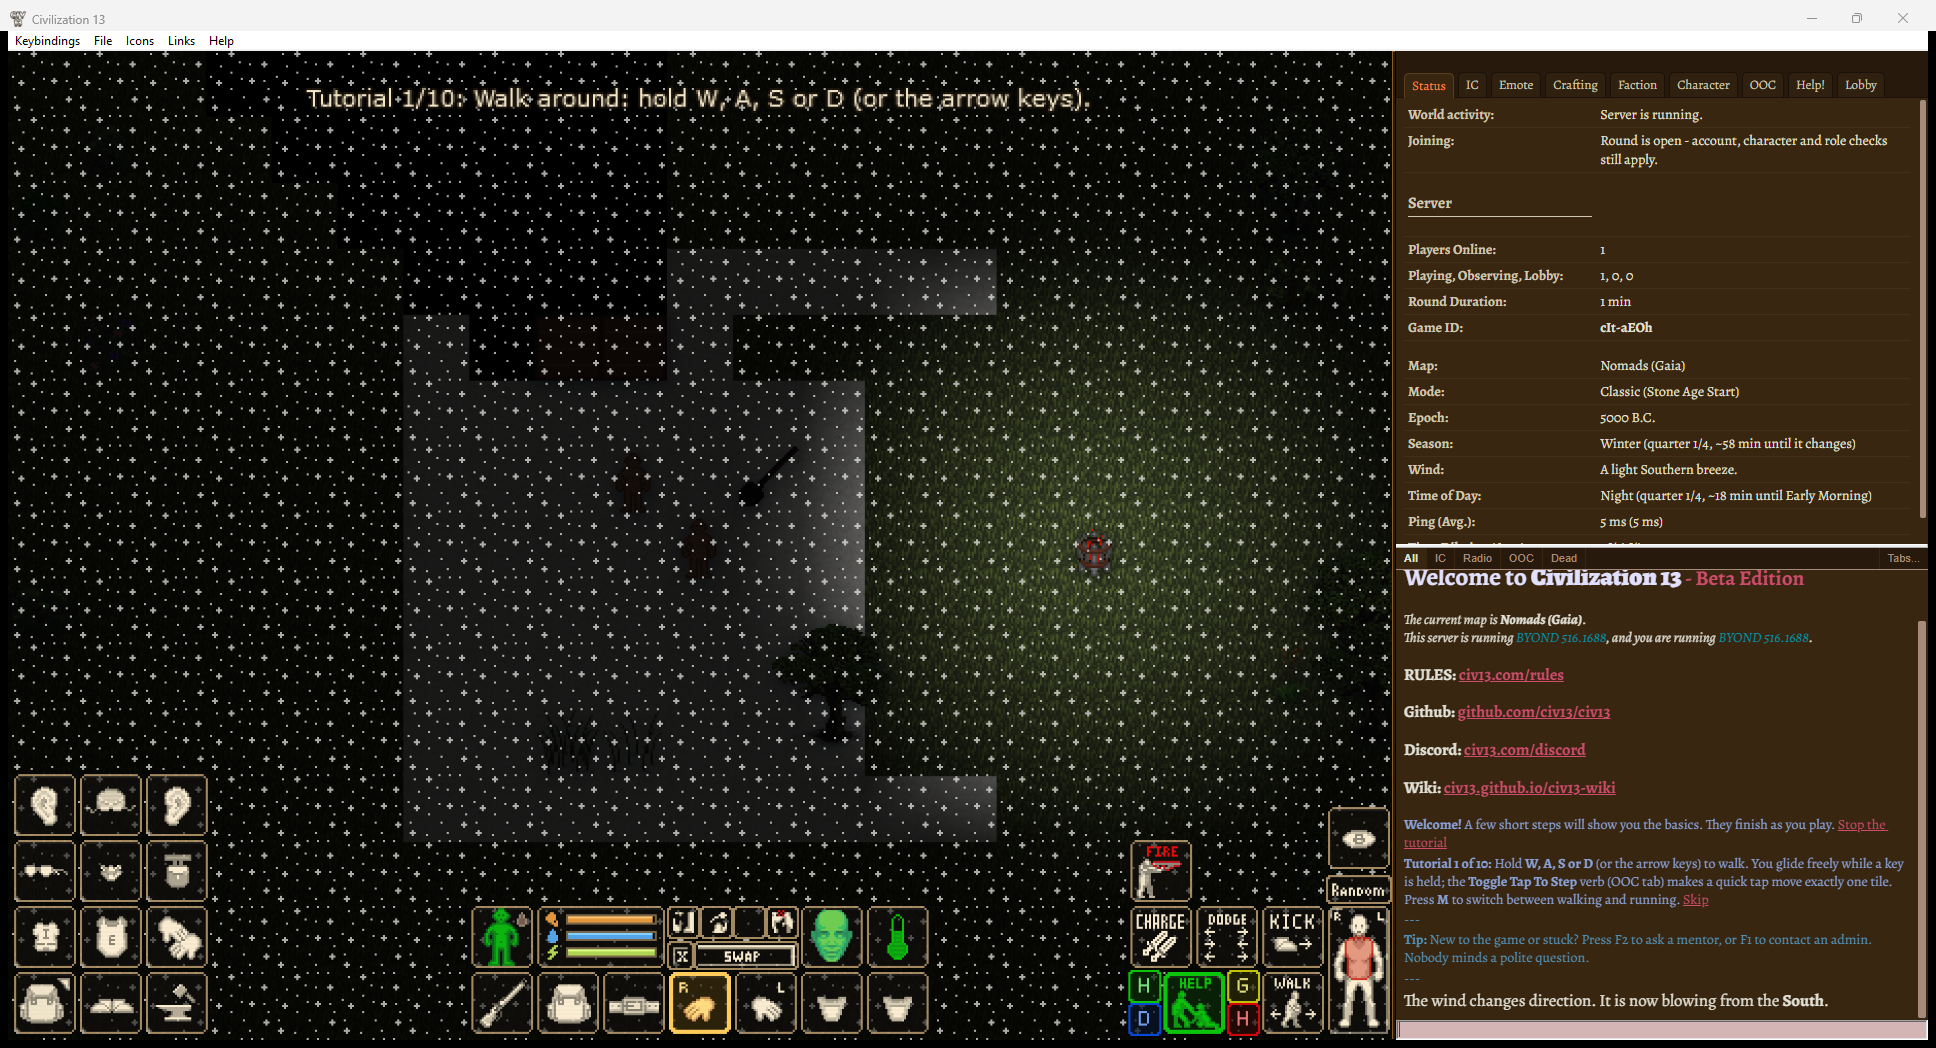 Civilization 13
Keybindings File Icons Links Help
Tutorial 1/10: Walk around: hold W, A, S or D (or the arrow keys).
Status IC Emote Crafting Faction Character OOC Help! Lobby
World activity: Server is running.
Joining: Round is open - account, character and role checks
still apply.
Server
Players Online: 1
Playing, Observing, Lobby: 1, 0, 0
Round Duration: 1 min
Game ID: cIt-aEOh
Map: Nomads (Gaia)
Mode: Classic (Stone Age Start)
Epoch: 5000 B.C.
Season: Winter (quarter 1/4, ~58 min until it changes)
Wind: A light Southern breeze.
Time of Day: Night (quarter 1/4, ~18 min until Early Morning)
Ping (Avg.): 5 ms (5 ms)
All IC Radio OOC Dead Tabs...
Welcome to Civilization 13 - Beta Edition
The current map is Nomads (Gaia).
This server is running BYOND 516.1688, and you are running BYOND 516.1688.
RULES: civ13.com/rules
Github: github.com/civ13/civ13
Discord: civ13.com/discord
Wiki: civ13.github.io/civ13-wiki
Welcome! A few short steps will show you the basics. They finish as you play. Stop the
tutorial
Tutorial 1 of 10: Hold W, A, S or D (or the arrow keys) to walk. You glide freely while a key
is held; the Toggle Tap To Step verb (OOC tab) makes a quick tap move exactly one tile.
Press M to switch between walking and running. Skip
---
Tip: New to the game or stuck? Press F2 to ask a mentor, or F1 to contact an admin.
Nobody minds a polite question.
---
The wind changes direction. It is now blowing from the South.
FIRE
Random
CHARGE DODGE KICK R L
X SWAP
R L
H HELP G WALK
D H
I E
B